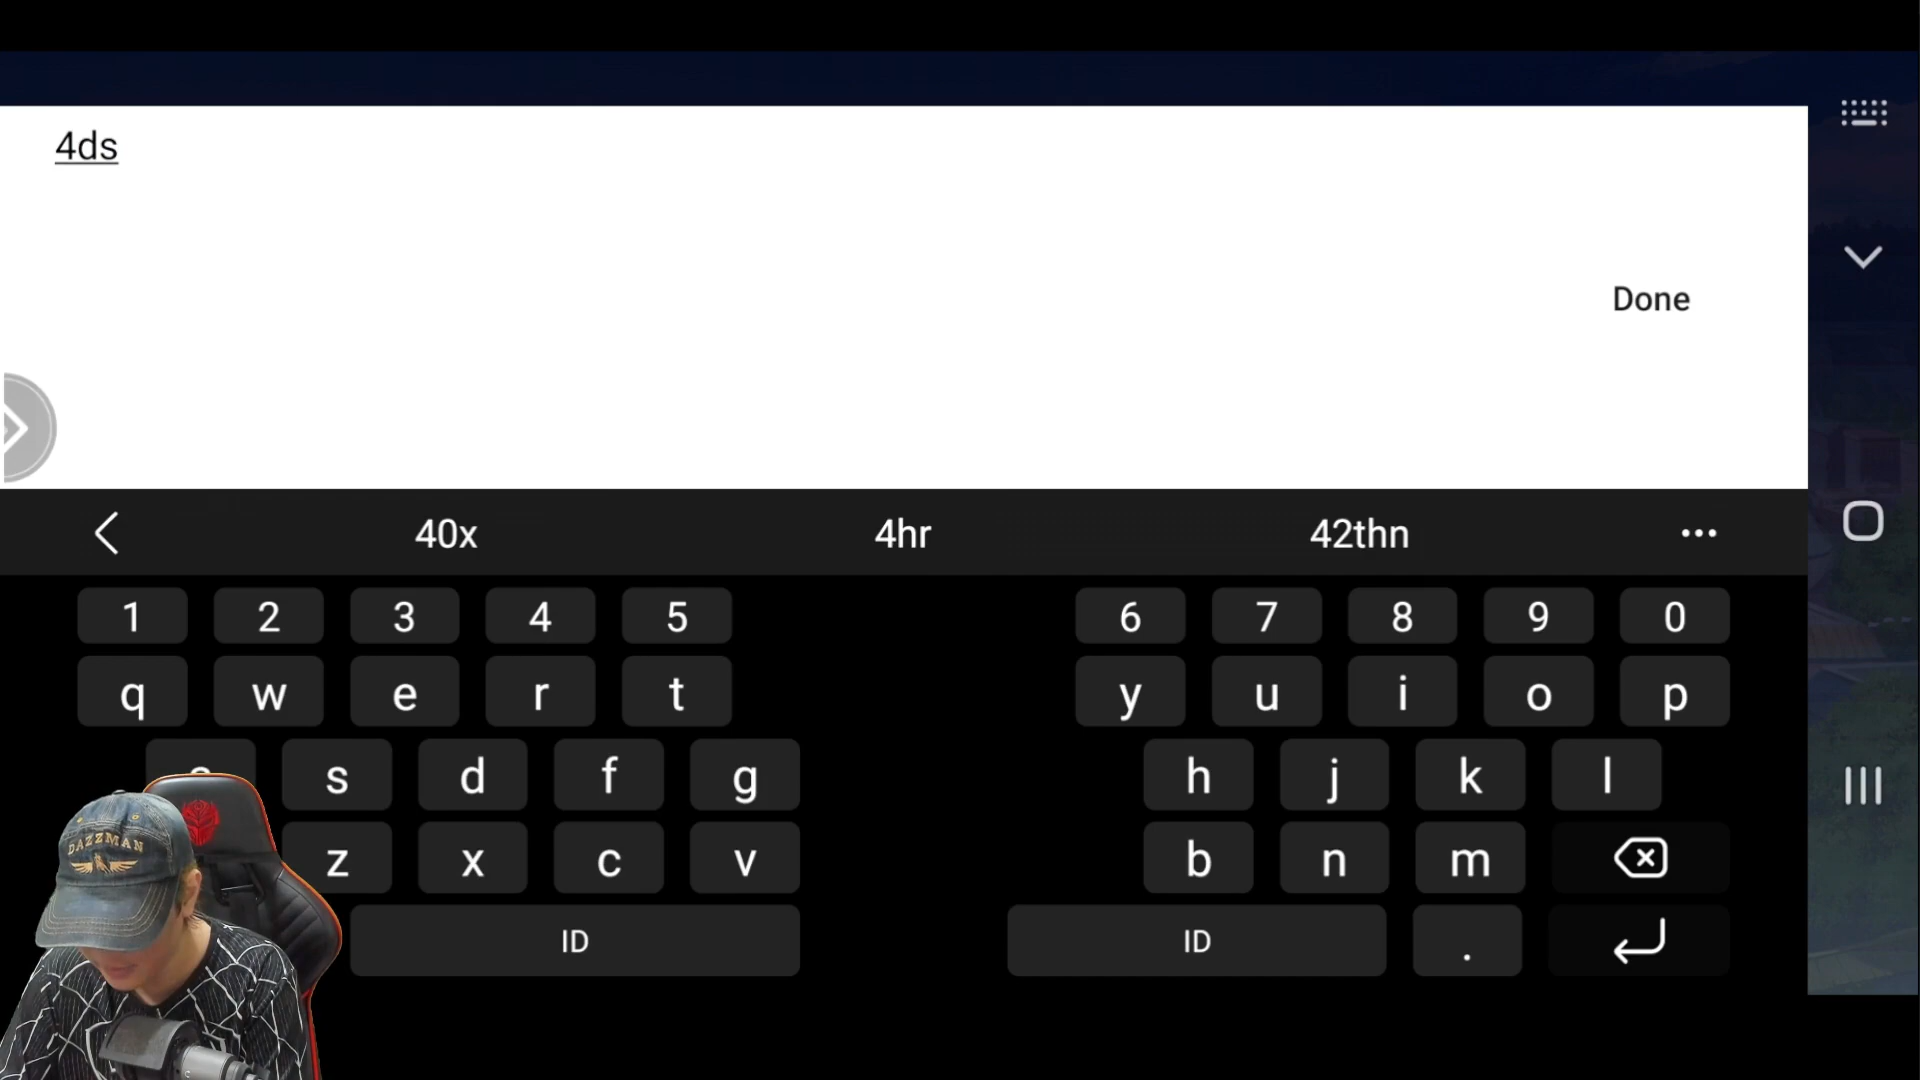 4ds
Done
40x 4hr 42thn ...
1 2 3 4 5 6 7 8 9 0
q w e r t y u i o p
s d f g h j k l
z x c v b n m
ID ID .
DAZZMAN